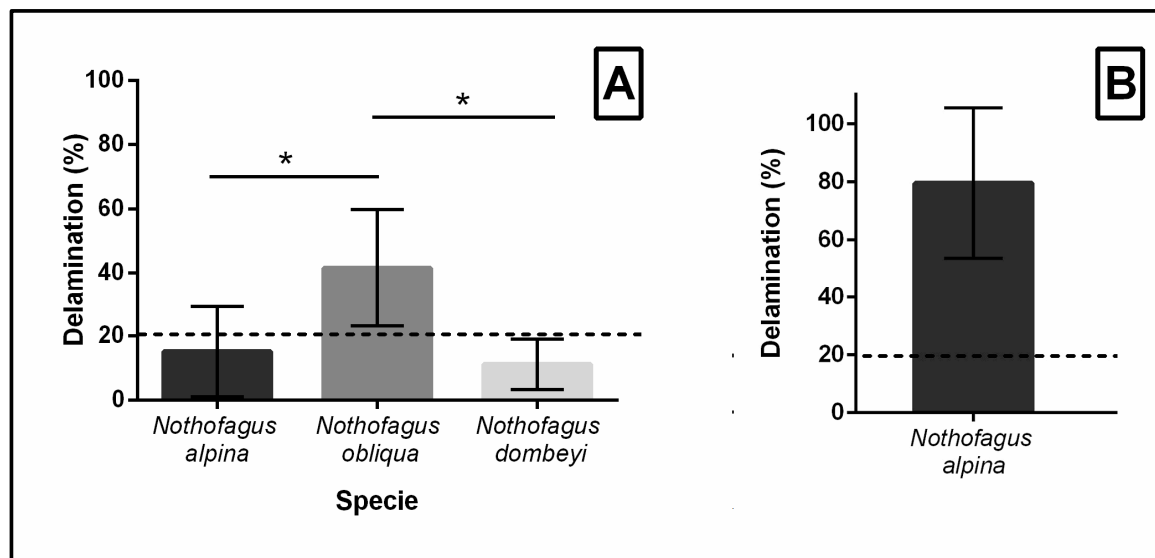 A
Delamination (%)
100
80
60
40
20
0
*
*
Nothofagus
alpina
Nothofagus
obliqua
Nothofagus
dombeyi
Specie
B
Delamination (%)
100
80
60
40
20
0
Nothofagus
alpina